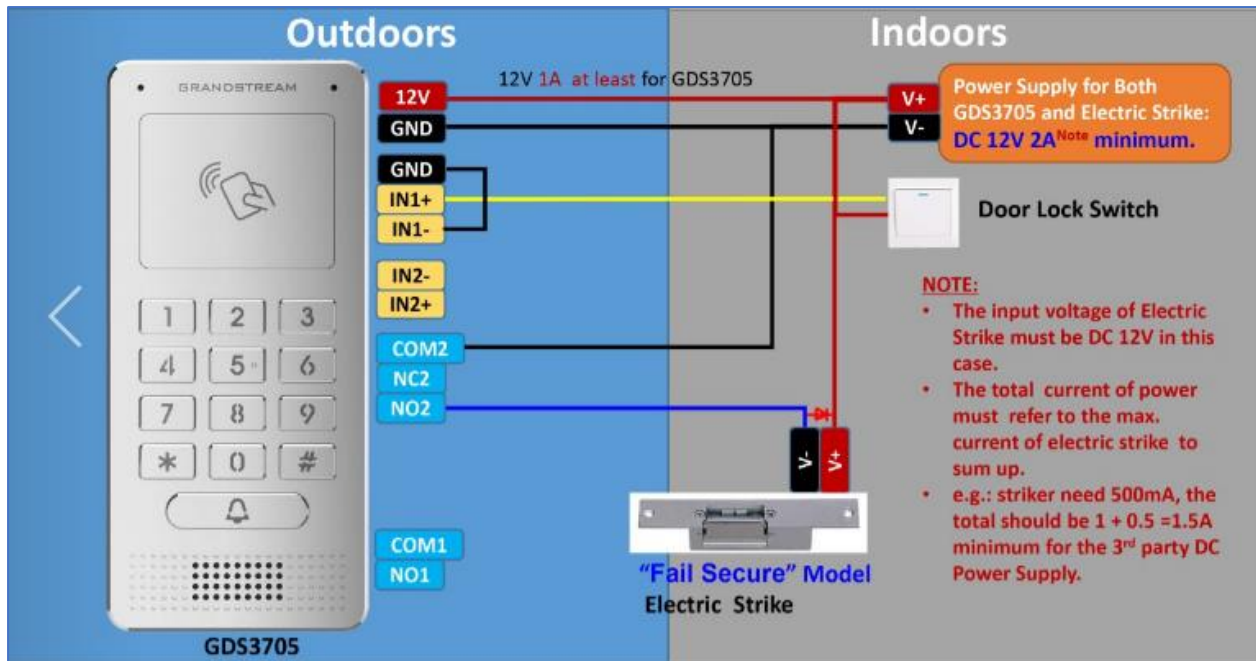 Outdoors
Indoors
GRANDSTREAM
12V 1A at least for GDS3705
12V
GND
GND
IN1+
IN1-
IN2-
IN2+
COM2
NC2
NO2
COM1
NO1
1 2 3
4 5 6
7 8 9
* 0 #
GDS3705
V+
V-
Power Supply for Both
GDS3705 and Electric Strike:
DC 12V 2A Note minimum.
Door Lock Switch
V-
V+
"Fail Secure" Model
Electric Strike
NOTE:
• The input voltage of Electric
Strike must be DC 12V in this
case.
• The total current of power
must refer to the max.
current of electric strike to
sum up.
• e.g.: striker need 500mA, the
total should be 1 + 0.5 =1.5A
minimum for the 3rd party DC
Power Supply.